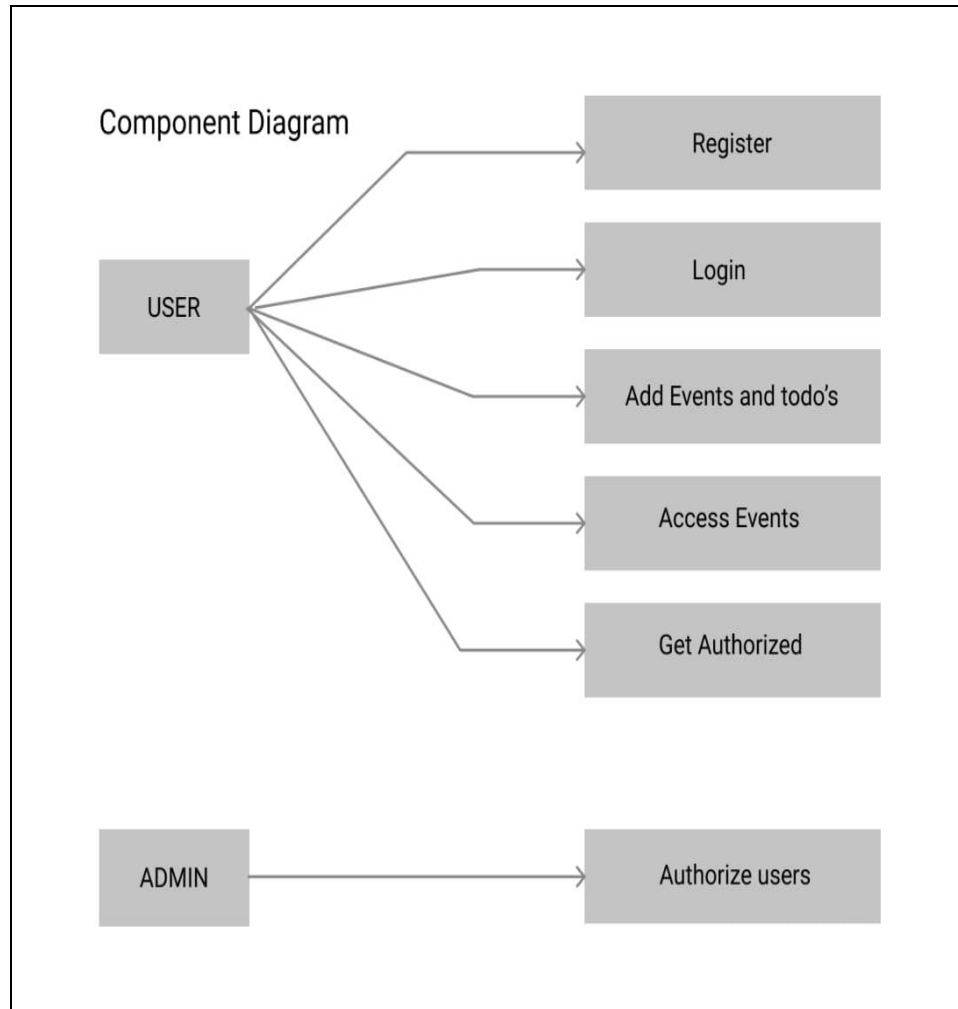 Component Diagram
Register
Login
USER
Add Events and todo's
Access Events
Get Authorized
ADMIN
Authorize users